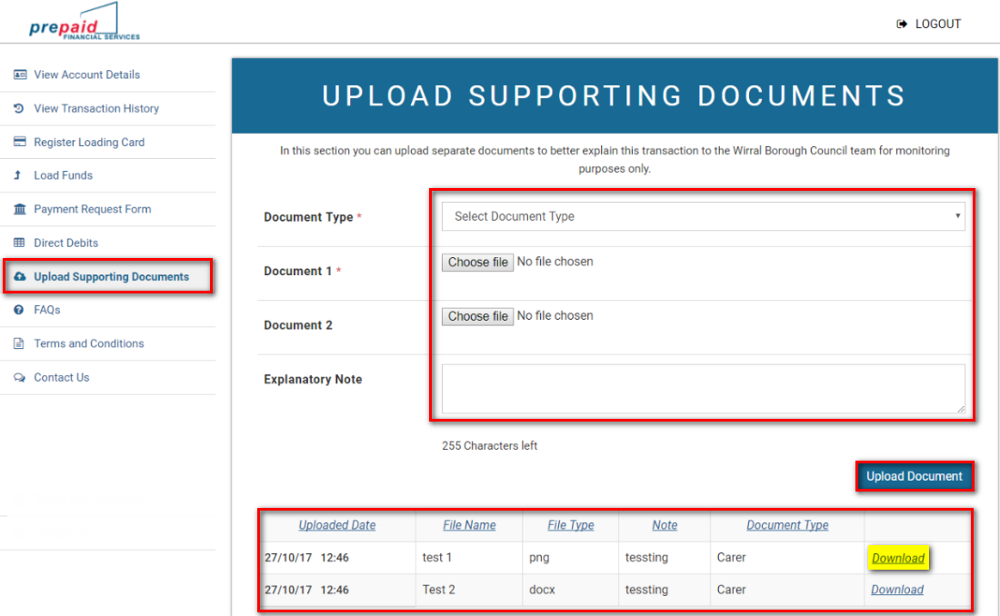 prepaid
FINANCIAL SERVICES
LOGOUT
View Account Details
View Transaction History
Register Loading Card
Load Funds
Payment Request Form
Direct Debits
Upload Supporting Documents
FAQs
Terms and Conditions
Contact Us
UPLOAD SUPPORTING DOCUMENTS
In this section you can upload separate documents to better explain this transaction to the Wirral Borough Council team for monitoring
purposes only.
Document Type * Select Document Type
Document 1 * Choose file No file chosen
Document 2 Choose file No file chosen
Explanatory Note
255 Characters left
Upload Document
Uploaded Date File Name File Type Note Document Type
27/10/17 12:46 test 1 png tessting Carer Download
27/10/17 12:46 Test 2 docx tessting Carer Download